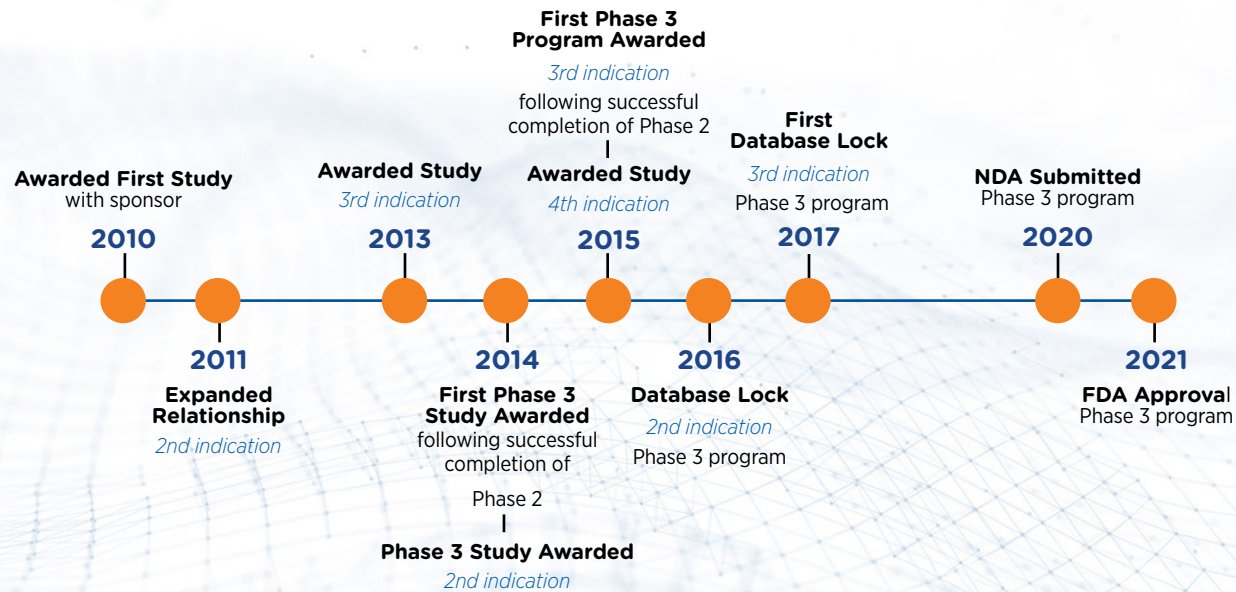 Awarded First Study
with sponsor
2010
2011
Expanded
Relationship
2nd indication
Awarded Study
3rd indication
2013
2014
First Phase 3
Study Awarded
following successful
completion of
Phase 2
Phase 3 Study Awarded
2nd indication
First Phase 3
Program Awarded
3rd indication
following successful
completion of Phase 2
Awarded Study
4th indication
2015
2016
Database Lock
2nd indication
Phase 3 program
First
Database Lock
3rd indication
Phase 3 program
2017
NDA Submitted
Phase 3 program
2020
2021
FDA Approval
Phase 3 program